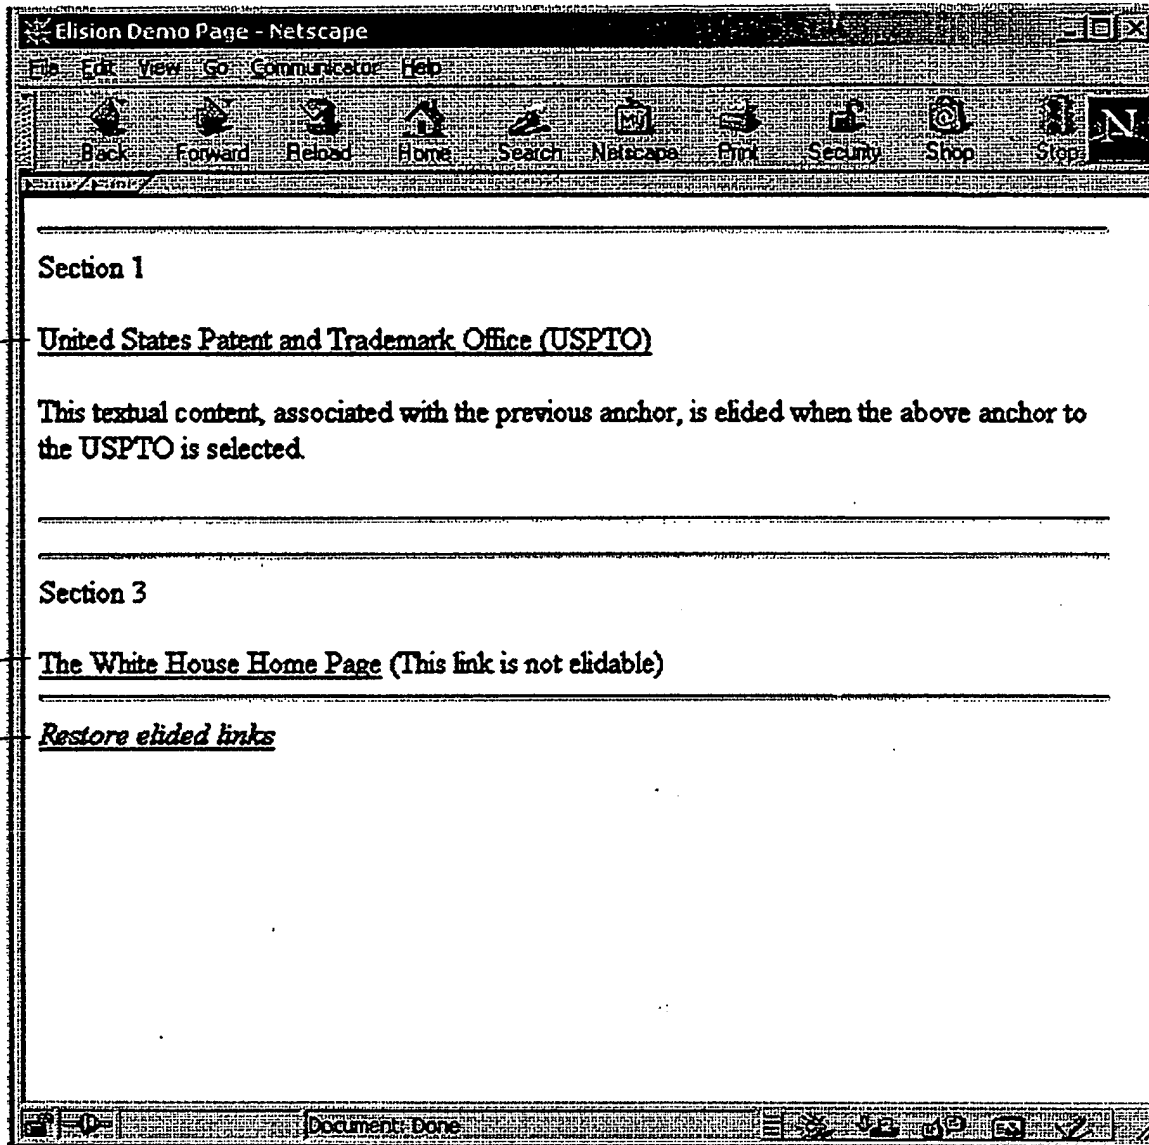 Elision Demo Page - Netscape
File Edit View Go Communicator Help
Back Forward Reload Home Search Netscape Print Security Shop Stop
N
Section 1
United States Patent and Trademark Office (USPTO)
This textual content, associated with the previous anchor, is elided when the above anchor to
the USPTO is selected.
Section 3
The White House Home Page (This link is not elidable)
Restore elided links
Document: Done